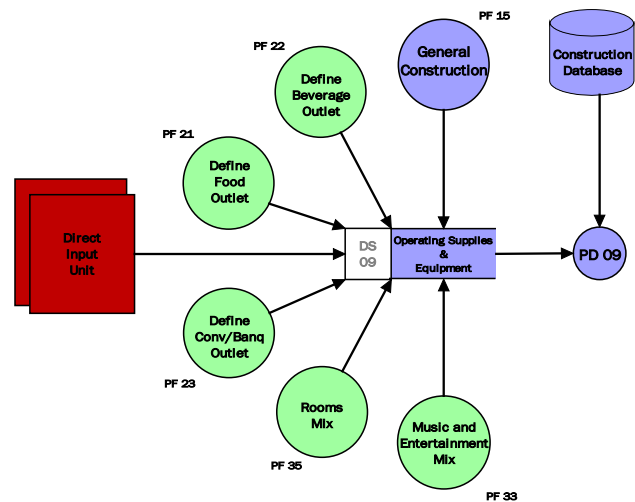 PF 15
PF 22
General
Construction
Construction
Database
Define
Beverage
Outlet
PF 21
Define
Food
Outlet
Direct
Input
Unit
DS
09
Operating Supplies
&
Equipment
PD 09
Define
Conv/Banq
Outlet
PF 23
Rooms
Mix
PF 35
Music and
Entertainment
Mix
PF 33